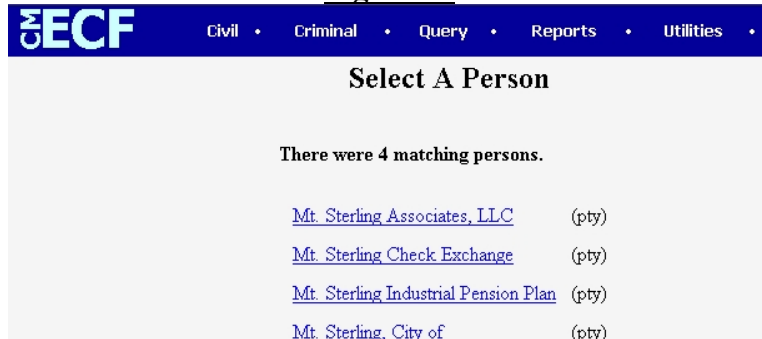 CM ECF Civil • Criminal • Query • Reports • Utilities •
Select A Person
There were 4 matching persons.
Mt. Sterling Associates, LLC (pty)
Mt. Sterling Check Exchange (pty)
Mt. Sterling Industrial Pension Plan (pty)
Mt. Sterling, City of (pty)